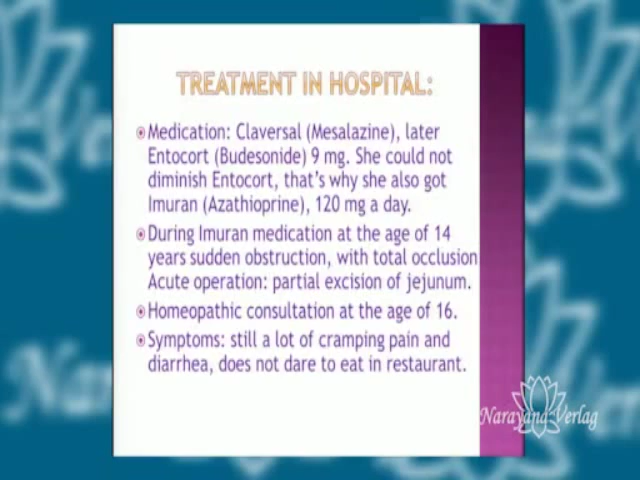 TREATMENT IN HOSPITAL:
Medication: Claversal (Mesalazine), later
Entocort (Budesonide) 9 mg. She could not
diminish Entocort, that's why she also got
Imuran (Azathioprine), 120 mg a day.
During Imuran medication at the age of 14
years sudden obstruction, with total occlusion
Acute operation: partial excision of jejunum.
Homeopathic consultation at the age of 16.
Symptoms: still a lot of cramping pain and
diarrhea, does not dare to eat in restaurant.
Narayana Verlag